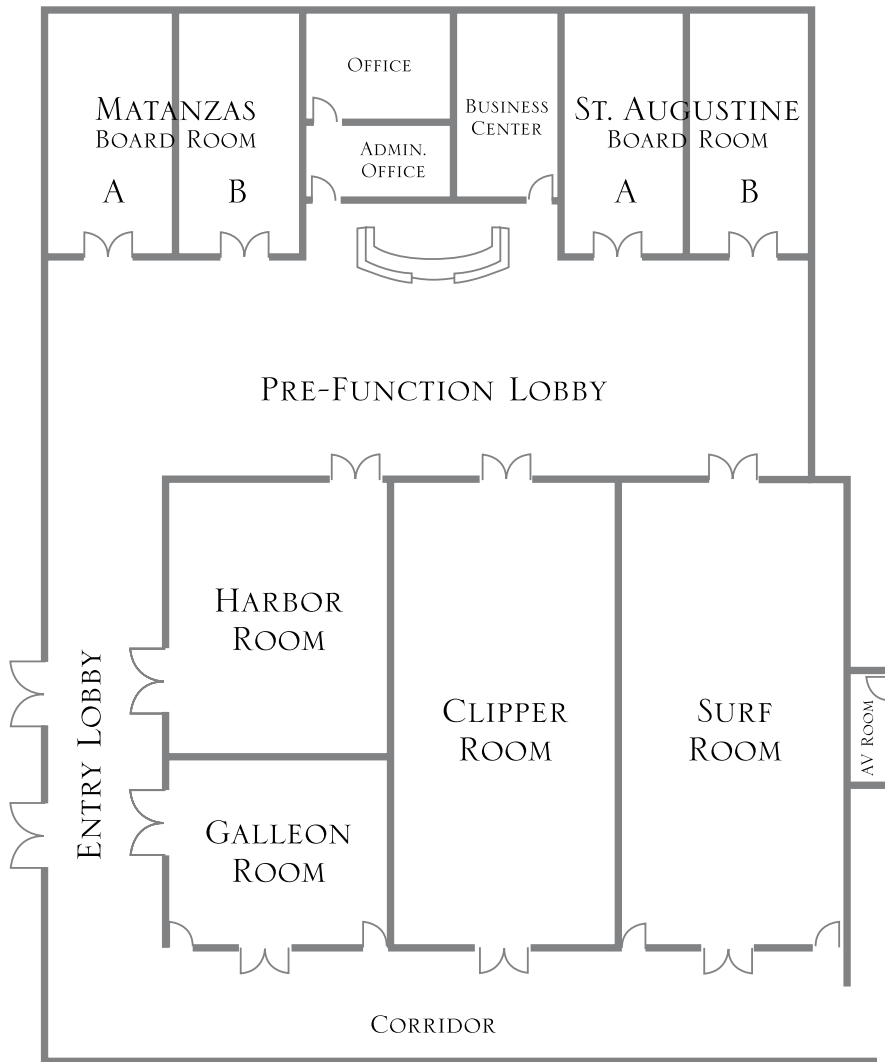 Office
Matanzas
Board Room
A
B
Admin.
Office
Business
Center
St. Augustine
Board Room
A
B
Pre-Function Lobby
Harbor
Room
Entry Lobby
Clipper
Room
Surf
Room
AV Room
Galleon
Room
Corridor